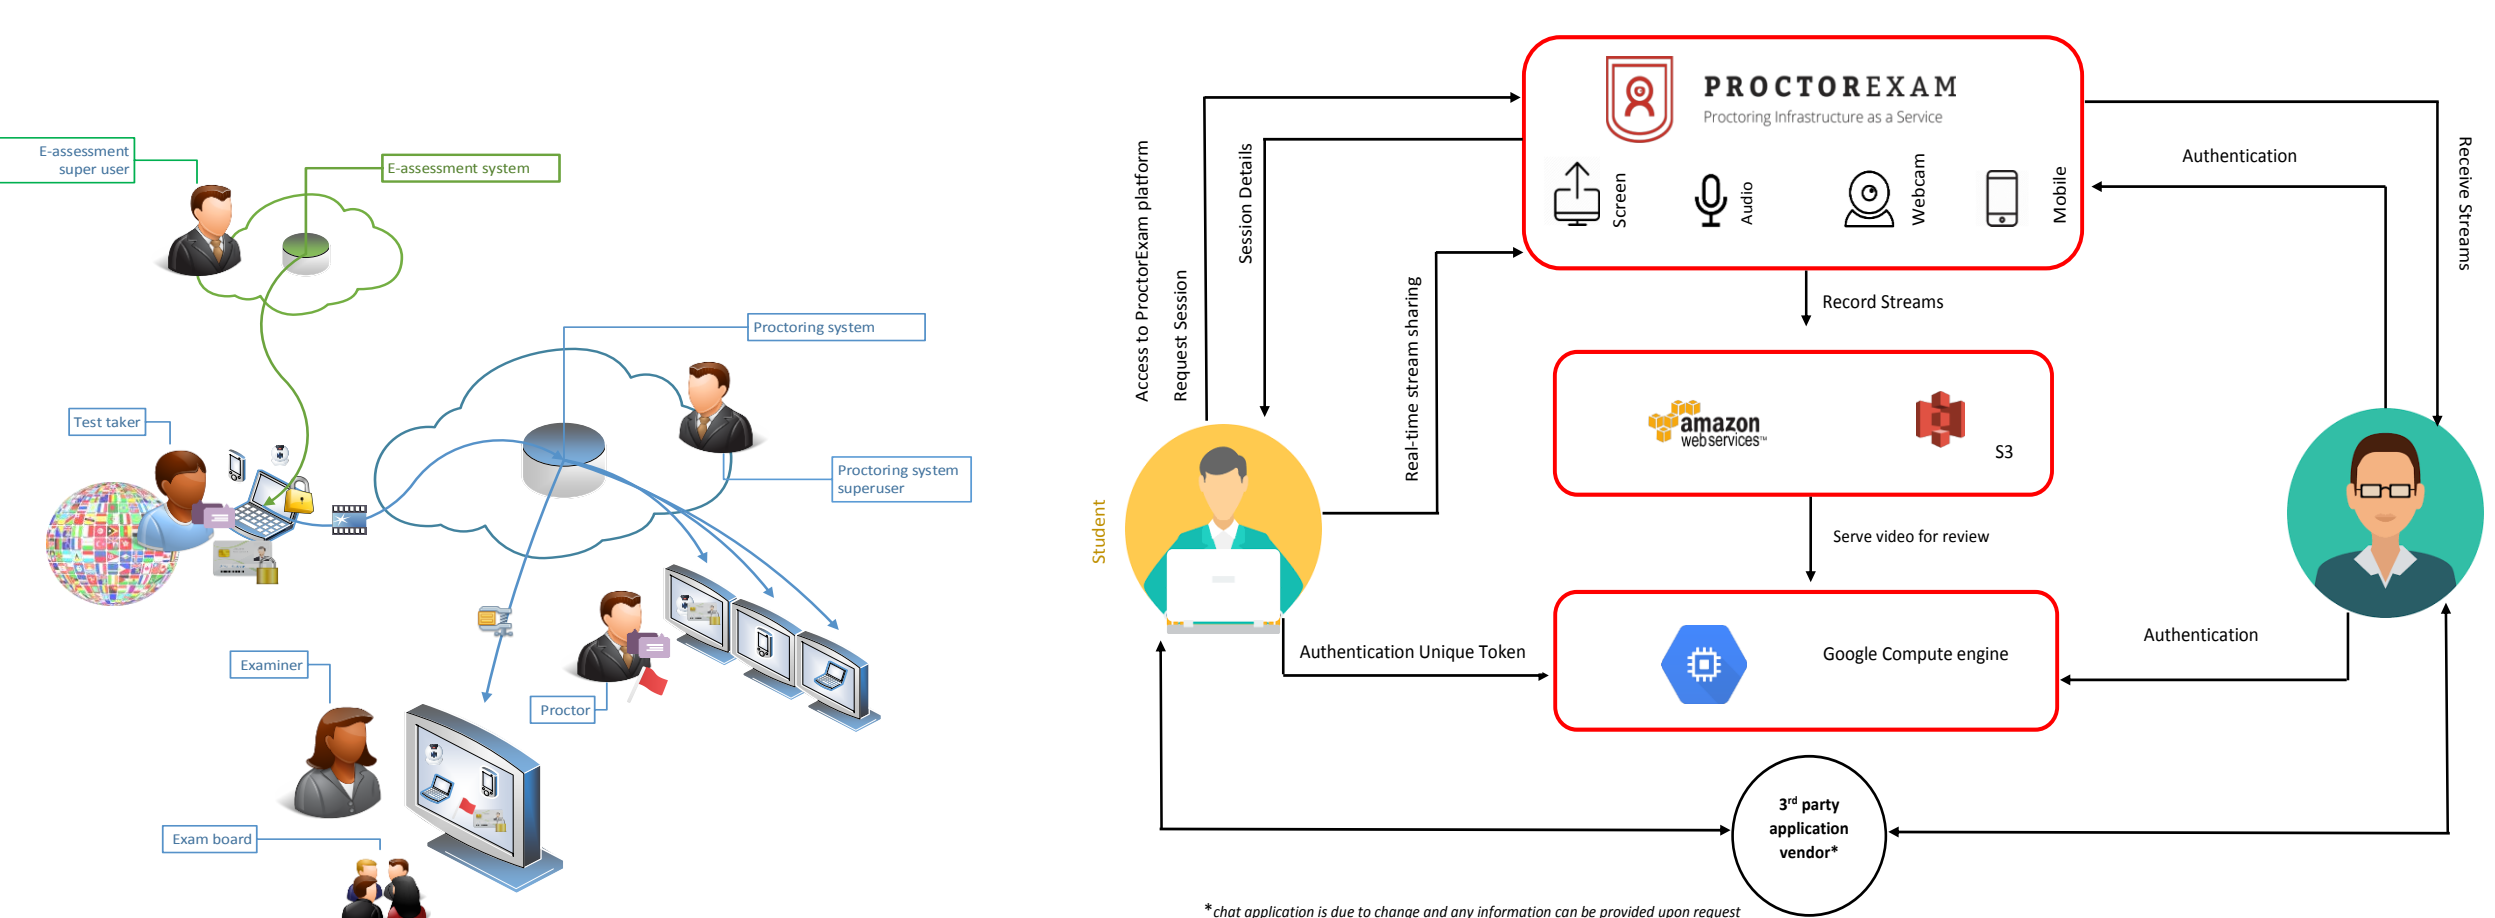 E-assessment
super user
E-assessment system
Proctoring system
Test taker
Proctoring system
superuser
Examiner
Proctor
Exam board
PROCTOREXAM
Proctoring Infrastructure as a Service
Screen
Audio
Webcam
Mobile
Access to ProctorExam platform
Request Session
Session Details
Real-time stream sharing
Authentication
Receive Streams
Record Streams
amazon
webservices™
S3
Student
Serve video for review
Authentication Unique Token
Google Compute engine
Authentication
3rd party
application
vendor*
*chat application is due to change and any information can be provided upon request